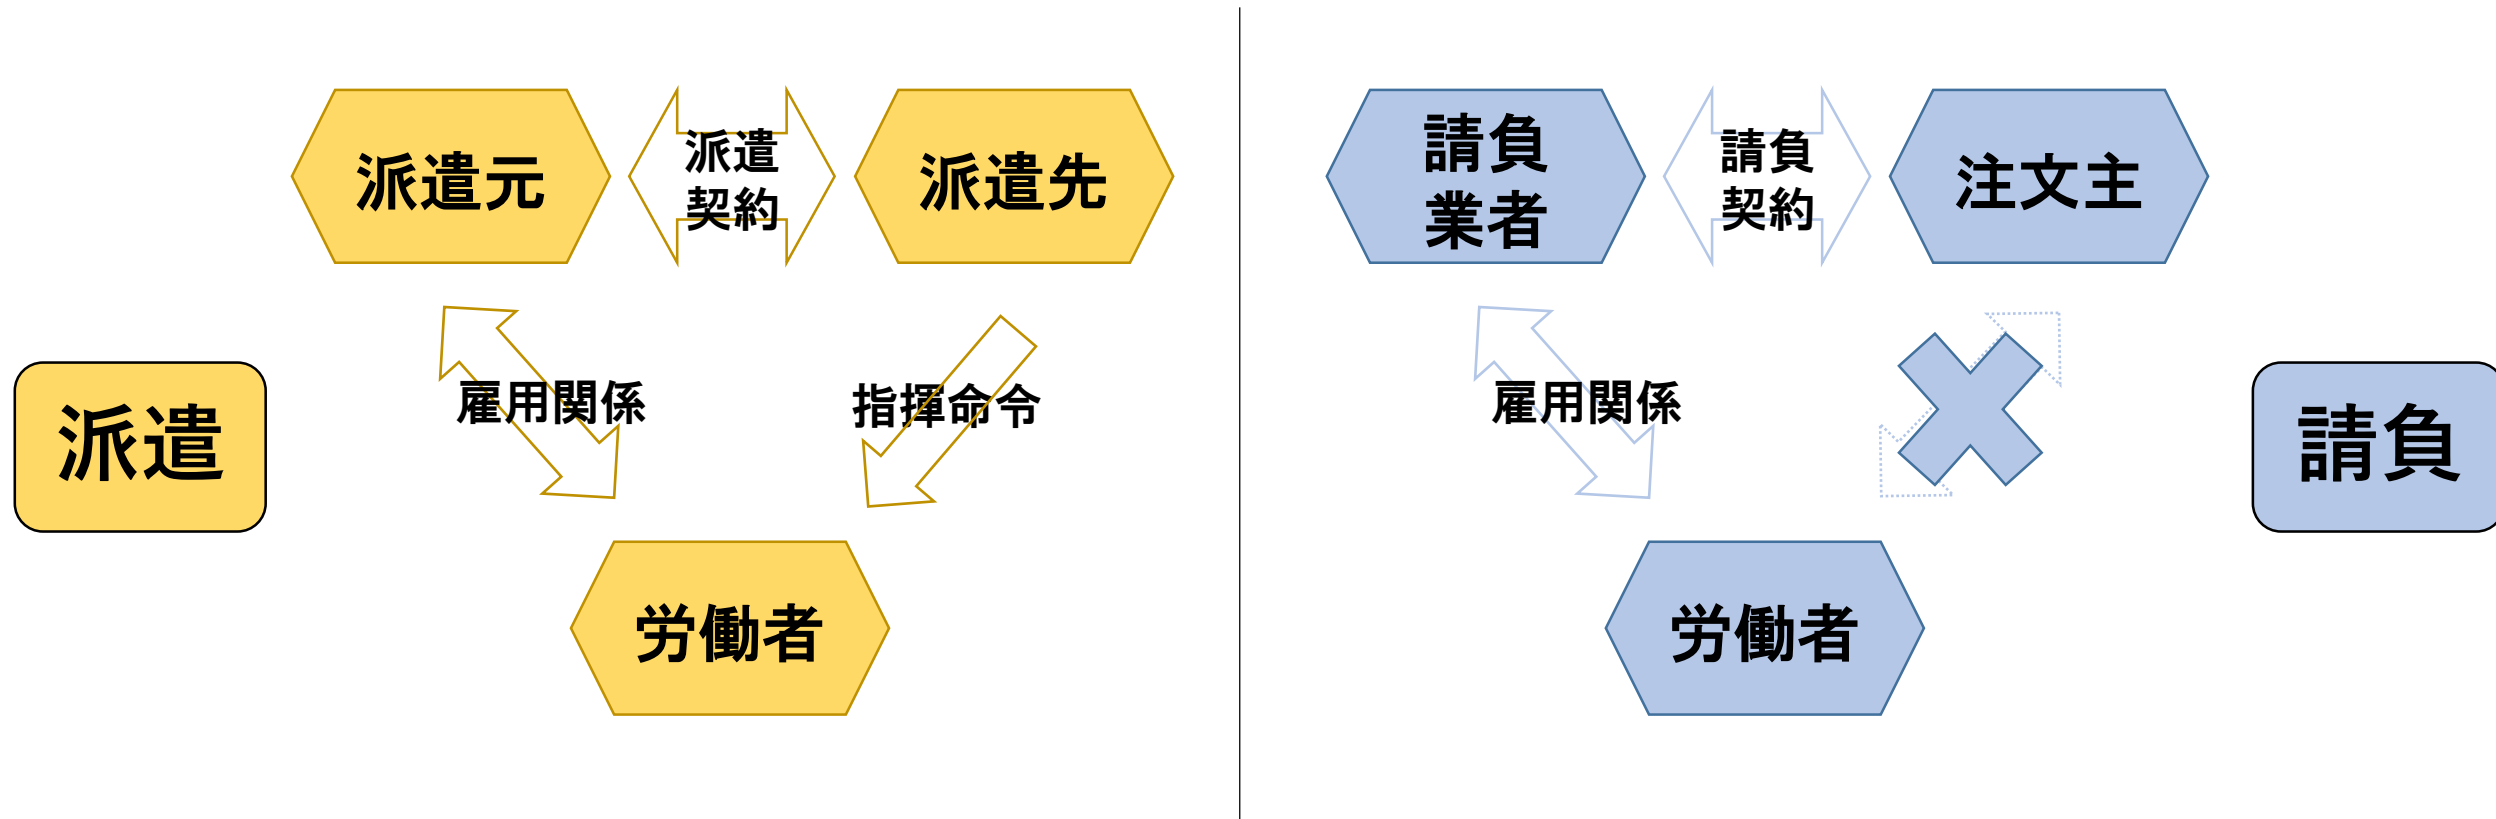 派遣
派遣元
派遣
契約
派遣先
雇用関係
指揮命令
労働者
請負
請負
業者
請負
契約
注文主
雇用関係
労働者